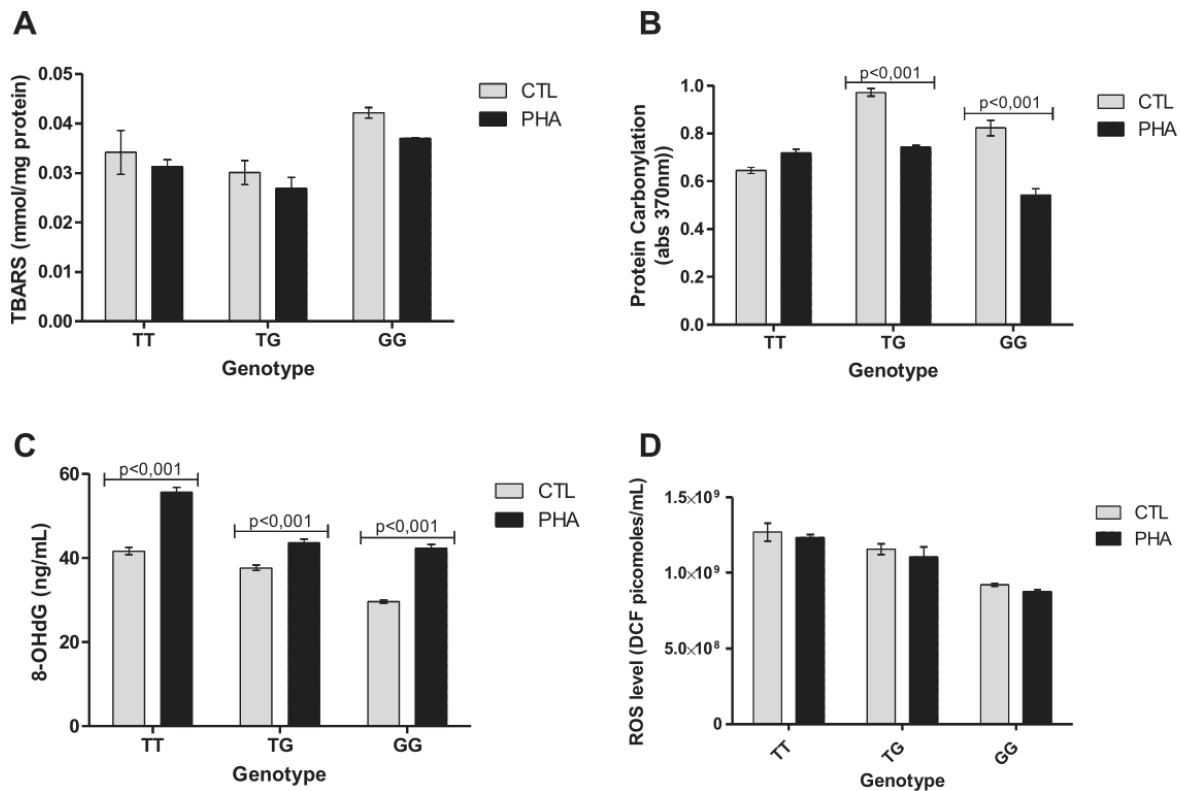 A
TBARS (mmol/mg protein)
0.05
0.04
0.03
0.02
0.01
0.00
TT
TG
GG
Genotype
CTL
PHA
B
Protein Carbonylation
(abs 370nm))
1.0
0.8
0.6
0.4
0.2
0.0
p<0,001
p<0,001
TT
TG
GG
Genotype
CTL
PHA
C
8-OHdG (ng/mL)
60
40
20
0
p<0,001
p<0,001
p<0,001
TT
TG
GG
Genotype
CTL
PHA
D
ROS level (DCF picomoles/mL)
1.5×10⁹
1.0×10⁹
5.0×10⁸
0
TT
TG
GG
Genotype
CTL
PHA